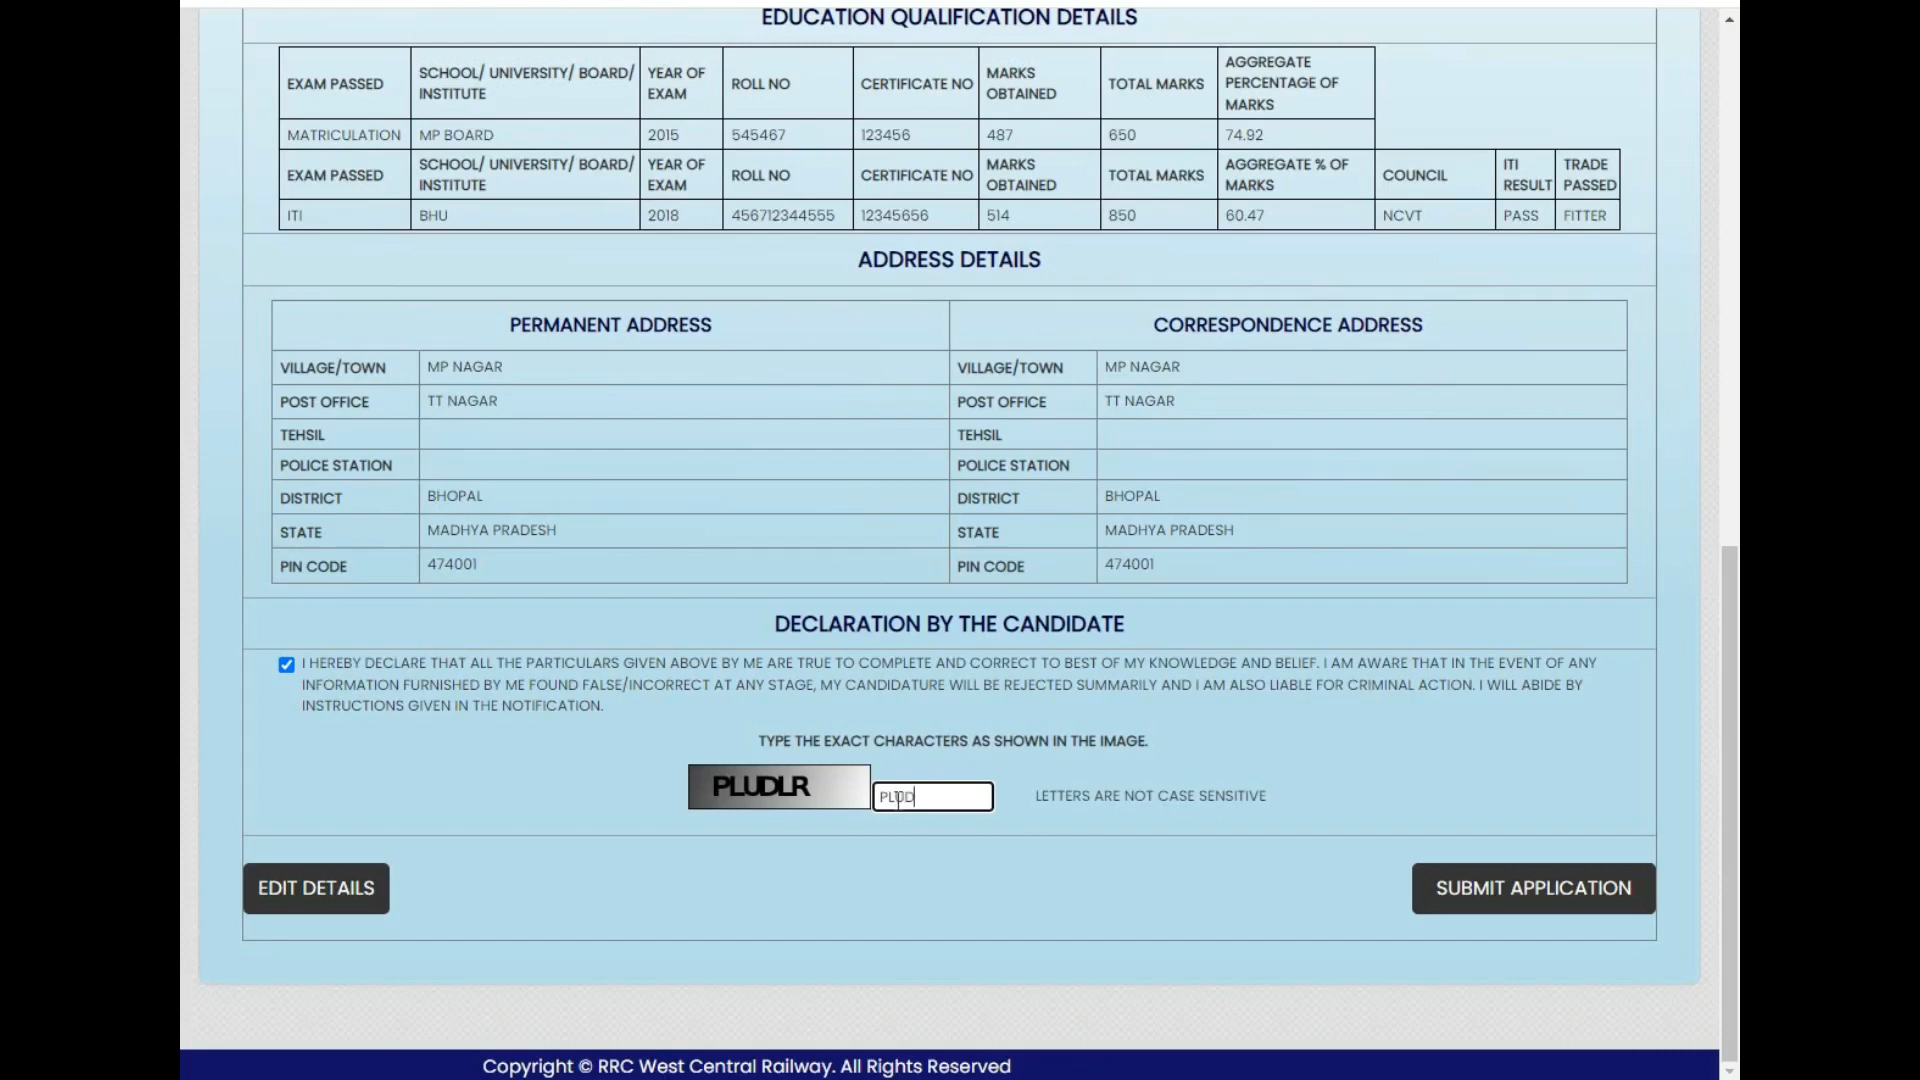 EDUCATION QUALIFICATION DETAILS
EXAM PASSED SCHOOL/ UNIVERSITY/ BOARD/ INSTITUTE YEAR OF EXAM ROLL NO CERTIFICATE NO MARKS OBTAINED TOTAL MARKS AGGREGATE PERCENTAGE OF MARKS
MATRICULATION MP BOARD 2015 545467 123456 487 650 74.92
EXAM PASSED SCHOOL/ UNIVERSITY/ BOARD/ INSTITUTE YEAR OF EXAM ROLL NO CERTIFICATE NO MARKS OBTAINED TOTAL MARKS AGGREGATE % OF MARKS COUNCIL ITI RESULT TRADE PASSED
ITI BHU 2018 456712344555 12345656 514 850 60.47 NCVT PASS FITTER
ADDRESS DETAILS
PERMANENT ADDRESS CORRESPONDENCE ADDRESS
VILLAGE/TOWN MP NAGAR VILLAGE/TOWN MP NAGAR
POST OFFICE TT NAGAR POST OFFICE TT NAGAR
TEHSIL TEHSIL
POLICE STATION POLICE STATION
DISTRICT BHOPAL DISTRICT BHOPAL
STATE MADHYA PRADESH STATE MADHYA PRADESH
PIN CODE 474001 PIN CODE 474001
DECLARATION BY THE CANDIDATE
I HEREBY DECLARE THAT ALL THE PARTICULARS GIVEN ABOVE BY ME ARE TRUE TO COMPLETE AND CORRECT TO BEST OF MY KNOWLEDGE AND BELIEF. I AM AWARE THAT IN THE EVENT OF ANY
INFORMATION FURNISHED BY ME FOUND FALSE/INCORRECT AT ANY STAGE, MY CANDIDATURE WILL BE REJECTED SUMMARILY AND I AM ALSO LIABLE FOR CRIMINAL ACTION. I WILL ABIDE BY
INSTRUCTIONS GIVEN IN THE NOTIFICATION.
TYPE THE EXACT CHARACTERS AS SHOWN IN THE IMAGE.
PLUDLR PLUD LETTERS ARE NOT CASE SENSITIVE
EDIT DETAILS SUBMIT APPLICATION
Copyright © RRC West Central Railway. All Rights Reserved